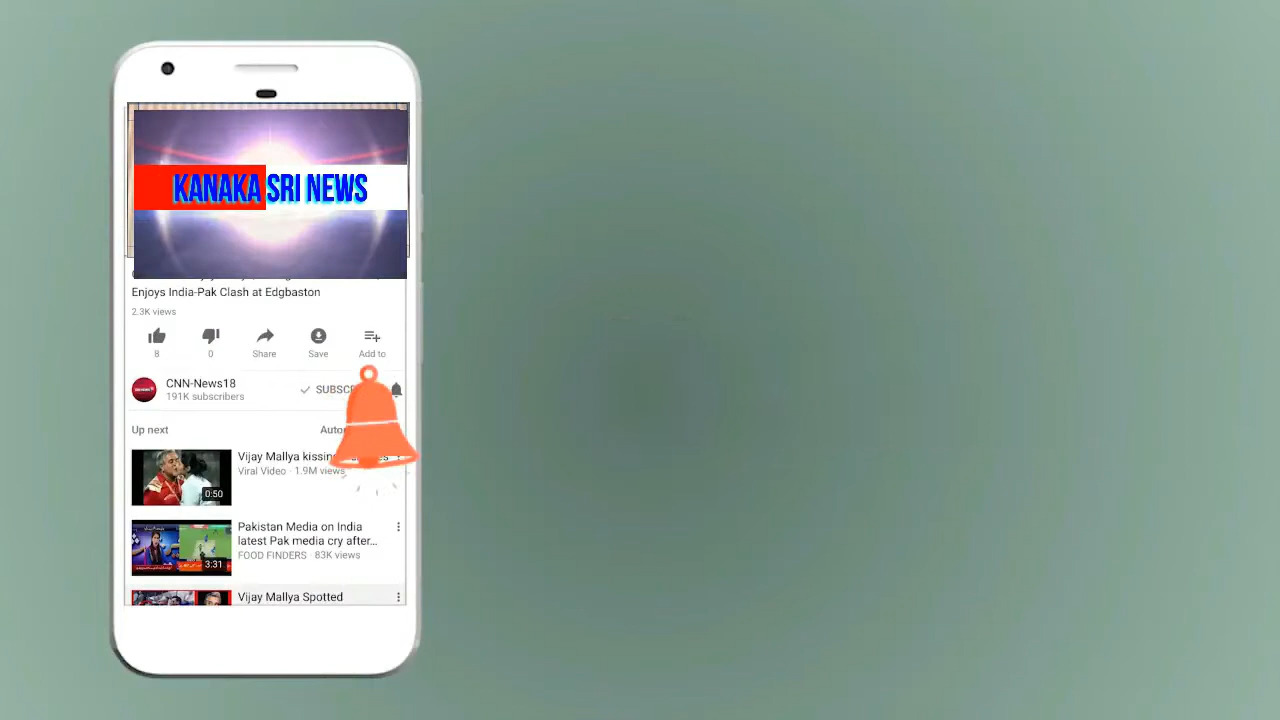 KANAKA SRI NEWS
Enjoys India-Pak Clash at Edgbaston
2.3K views
8
0
Share
Save
Add to
CNN-News18
191K subscribers
Up next
Vijay Mallya kissing
Viral Video · 1.9M views
0:50
Pakistan Media on India
latest Pak media cry after...
FOOD FINDERS · 83K views
3:31
Vijay Mallya Spotted